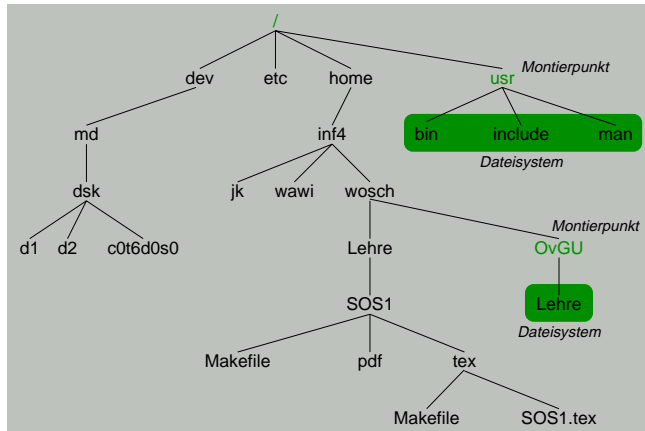 /
Montierpunkt
dev etc home usr
md inf4 bin include man
Dateisystem
dsk jk wawi wosch
Montierpunkt
d1 d2 c0t6d0s0 Lehre OvGU
SOS1 Lehre
Dateisystem
Makefile pdf tex
Makefile SOS1.tex